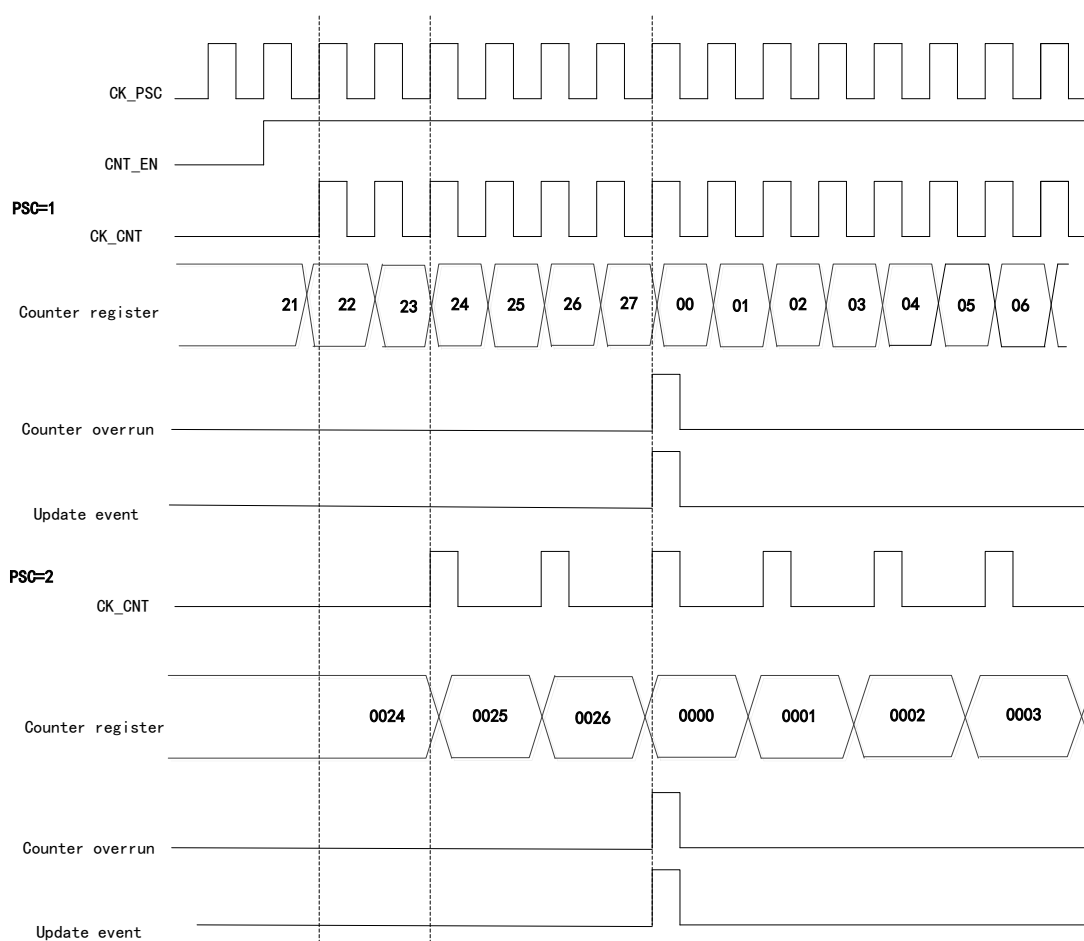 CK_PSC
CNT_EN
PSC=1
CK_CNT
Counter register
21 22 23 24 25 26 27 00 01 02 03 04 05 06
Counter overrun
Update event
PSC=2
CK_CNT
Counter register
0024 0025 0026 0000 0001 0002 0003
Counter overrun
Update event